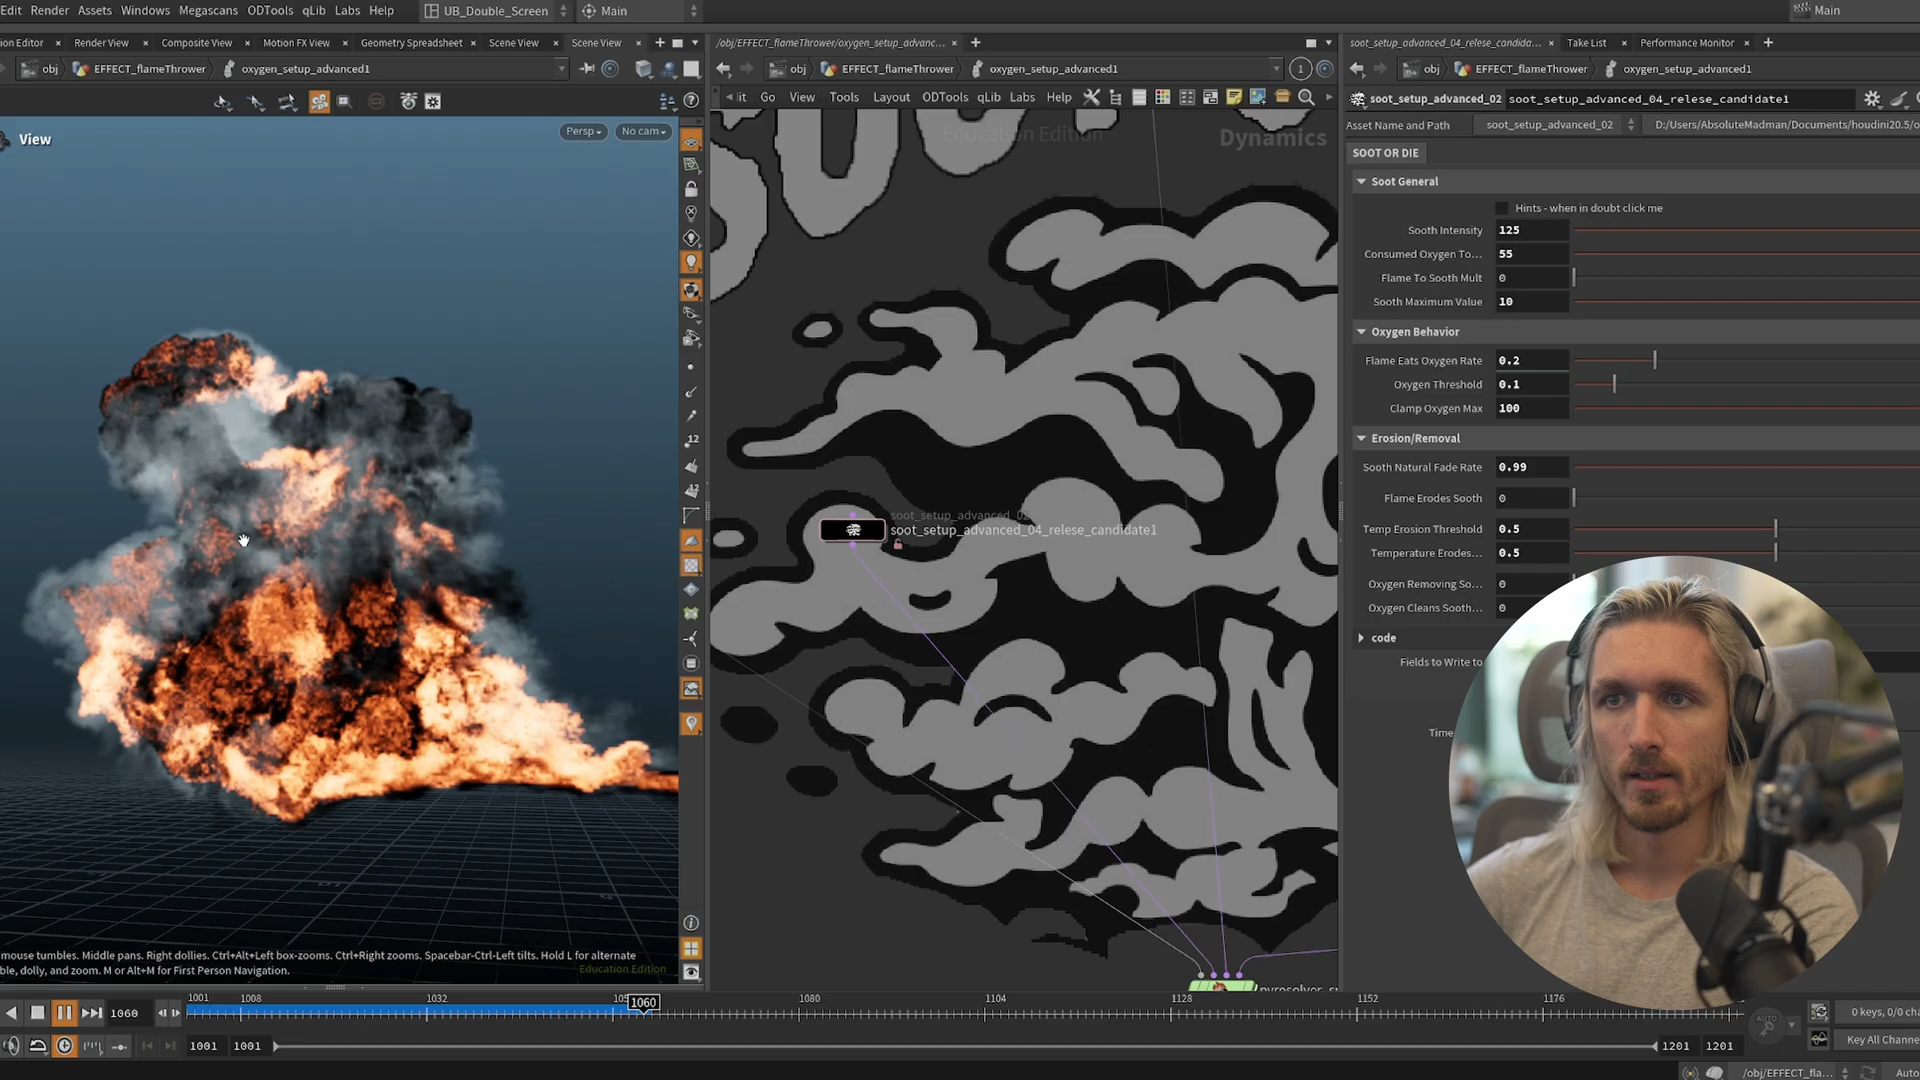 Edit Render Assets Windows Megascans ODTools qLib Labs Help UB_Double_Screen Main Main
Render View Composite View Motion FX View Geometry Spreadsheet Scene View Scene View
/obj/EFFECT_flameThrower/oxygen_setup_advanc...
soot_setup_advanced_04_relese_candida... Take List Performance Monitor
obj EFFECT_flameThrower oxygen_setup_advanced1
obj EFFECT_flameThrower oxygen_setup_advanced1
obj EFFECT_flameThrower oxygen_setup_advanced1
Go View Tools Layout ODTools qLib Labs Help
soot_setup_advanced_02 soot_setup_advanced_04_relese_candidate1
Asset Name and Path soot_setup_advanced_02 D:/Users/AbsoluteMadman/Documents/houdini20.5/o
View
Persp
No cam
Education Edition
Dynamics
SOOT OR DIE
Soot General
Hints - when in doubt click me
Sooth Intensity 125
Consumed Oxygen To... 55
Flame To Sooth Mult 0
Sooth Maximum Value 10
Oxygen Behavior
Flame Eats Oxygen Rate 0.2
Oxygen Threshold 0.1
Clamp Oxygen Max 100
Erosion/Removal
Sooth Natural Fade Rate 0.99
Flame Erodes Sooth 0
Temp Erosion Threshold 0.5
Temperature Erodes... 0.5
Oxygen Removing So... 0
Oxygen Cleans Sooth... 0
code
Fields to Write to
Time
soot_setup_advanced_02
soot_setup_advanced_04_relese_candidate1
mouse tumbles. Middle pans. Right dollies. Ctrl+Alt+Left box-zooms. Ctrl+Right zooms. Spacebar-Ctrl-Left tilts. Hold L for alternate
ble, dolly, and zoom. M or Alt+M for First Person Navigation.
Education Edition
1060
1001 1008 1032 1060 1080 1104 1128 1152 1176
1001 1001 1201 1201
0 keys, 0/0 cha
Key All Channe
/obj/EFFECT_fla...
Auto